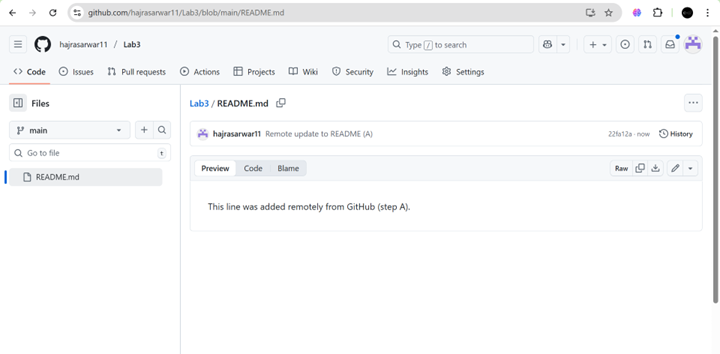 github.com/hajrasarwar11/Lab3/blob/main/README.md
hajrasarwar11 / Lab3
Type / to search
Code Issues Pull requests Actions Projects Wiki Security Insights Settings
Files
Lab3 / README.md
main
hajrasarwar11 Remote update to README (A) 22fa12a · now History
Go to file t
Preview Code Blame Raw
README.md
This line was added remotely from GitHub (step A).